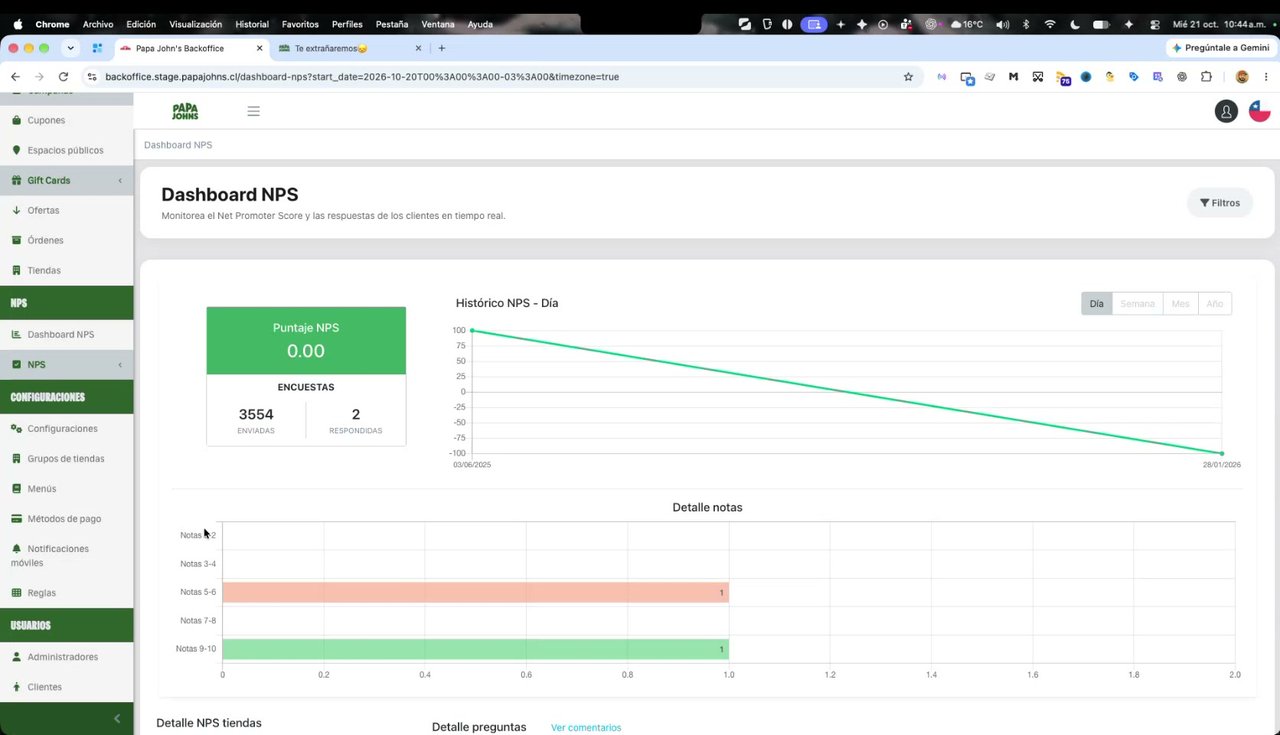 Chrome Archivo Edición Visualización Historial Favoritos Perfiles Pestaña Ventana Ayuda 16°C Mié 21 oct. 10:44 a.m.
Papa John's Backoffice Te extrañaremos😢 Pregúntale a Gemini
backoffice.stage.papajohns.cl/dashboard-nps?start_date=2026-10-20T00%3A00%3A00-03%3A00&timezone=true 75
Cupones
Espacios públicos
Gift Cards
Ofertas
Órdenes
Tiendas
NPS
Dashboard NPS
NPS
CONFIGURACIONES
Configuraciones
Grupos de tiendas
Menús
Métodos de pago
Notificaciones
móviles
Reglas
USUARIOS
Administradores
Clientes
PAPA
JOHNS
Dashboard NPS
Dashboard NPS
Monitorea el Net Promoter Score y las respuestas de los clientes en tiempo real.
Filtros
Puntaje NPS
0.00
ENCUESTAS
3554 2
ENVIADAS RESPONDIDAS
Histórico NPS - Día
Día Semana Mes Año
100
75
50
25
0
-25
-50
-75
-100
03/06/2025 28/01/2026
Detalle notas
Notas 1-2
Notas 3-4
Notas 5-6 1
Notas 7-8
Notas 9-10 1
0 0.2 0.4 0.6 0.8 1.0 1.2 1.4 1.6 1.8 2.0
Detalle NPS tiendas
Detalle preguntas Ver comentarios